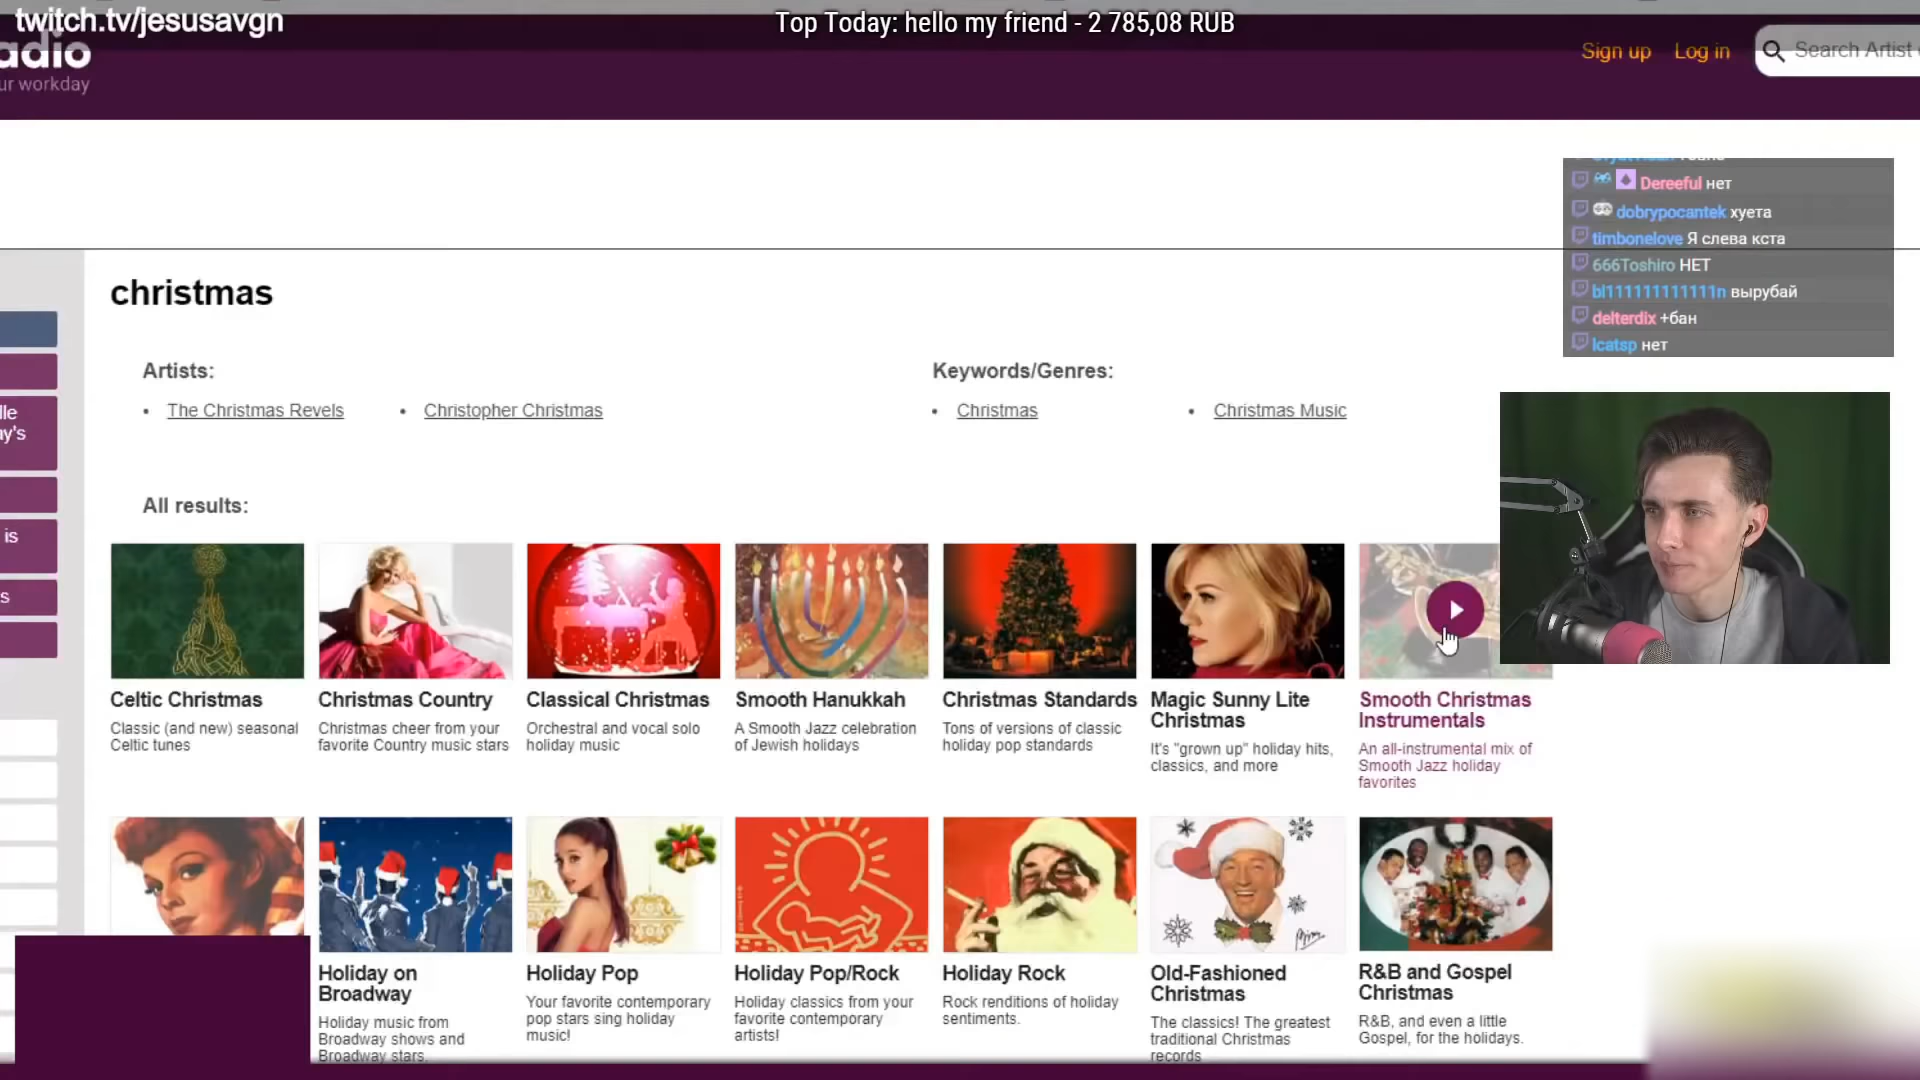 twitch.tv/jesusavgn
Top Today: hello my friend - 2 785,08 RUB
adio
ur workday
Sign up Log in
Search Artist
Dereeful нет
dobrypocantek хуета
timbonelove Я слева кста
666Toshiro НЕТ
bl111111111111n вырубай
delterdix +бан
lcatsp нет
christmas
Artists:
• The Christmas Revels • Christopher Christmas
Keywords/Genres:
• Christmas • Christmas Music
lle
ay's
is
s
All results:
Celtic Christmas
Classic (and new) seasonal
Celtic tunes
Christmas Country
Christmas cheer from your
favorite Country music stars
Classical Christmas
Orchestral and vocal solo
holiday music
Smooth Hanukkah
A Smooth Jazz celebration
of Jewish holidays
Christmas Standards
Tons of versions of classic
holiday pop standards
Magic Sunny Lite
Christmas
It's "grown up" holiday hits,
classics, and more
Smooth Christmas
Instrumentals
An all-instrumental mix of
Smooth Jazz holiday
favorites
Holiday on
Broadway
Holiday music from
Broadway shows and
Broadway stars.
Holiday Pop
Your favorite contemporary
pop stars sing holiday
music!
Holiday Pop/Rock
Holiday classics from your
favorite contemporary
artists!
Holiday Rock
Rock renditions of holiday
sentiments.
Old-Fashioned
Christmas
The classics! The greatest
traditional Christmas
records
R&B and Gospel
Christmas
R&B, and even a little
Gospel, for the holidays.